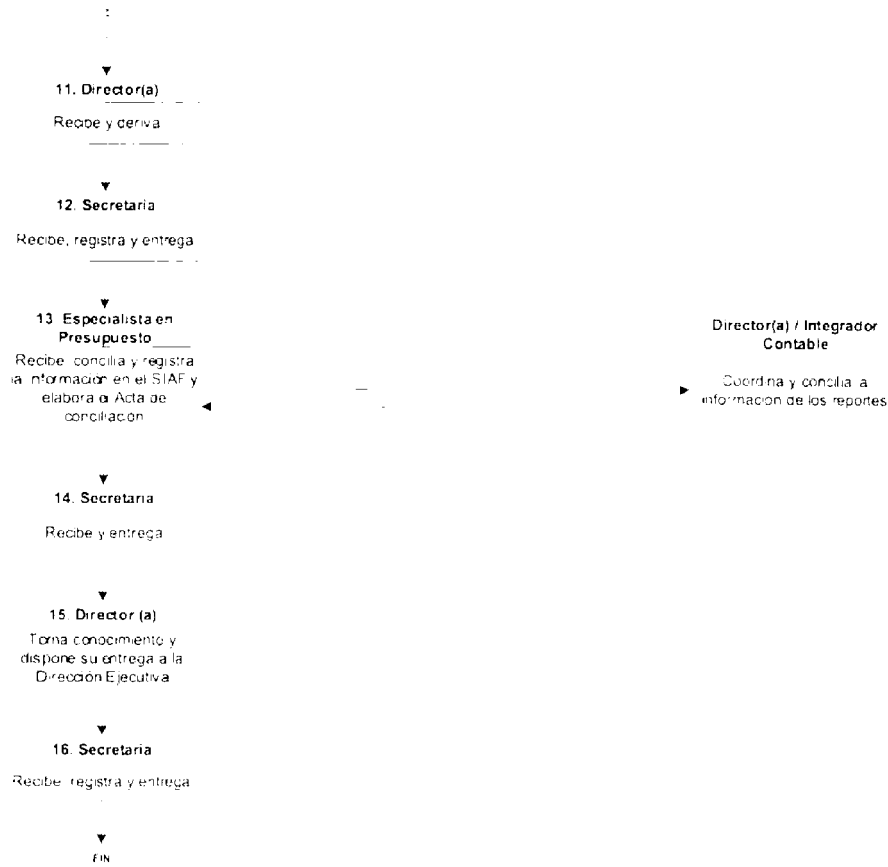 11. Director(a)
Recibe y deriva
12. Secretaria
Recibe, registra y entrega
13. Especialista en
Presupuesto
Recibe, concilia y registra
la información en el SIAF y
elabora el Acta de
conciliación
Director(a) / Integrador
Contable
Coordina y concilia la
información de los reportes
14. Secretaria
Recibe y entrega
15. Director (a)
Toma conocimiento y
dispone su entrega a la
Dirección Ejecutiva
16. Secretaria
Recibe, registra y entrega
FIN